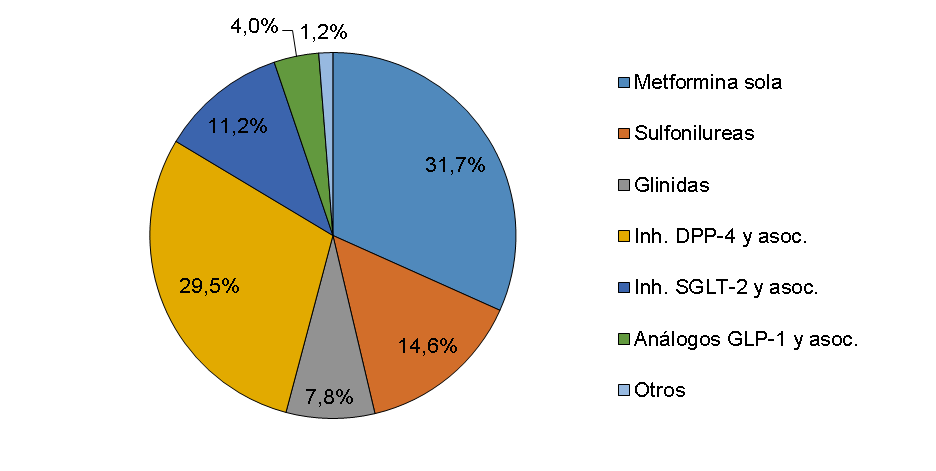 4,0%
1,2%
11,2%
31,7%
29,5%
14,6%
7,8%
Metformina sola
Sulfonilureas
Glinidas
Inh. DPP-4 y asoc.
Inh. SGLT-2 y asoc.
Análogos GLP-1 y asoc.
Otros